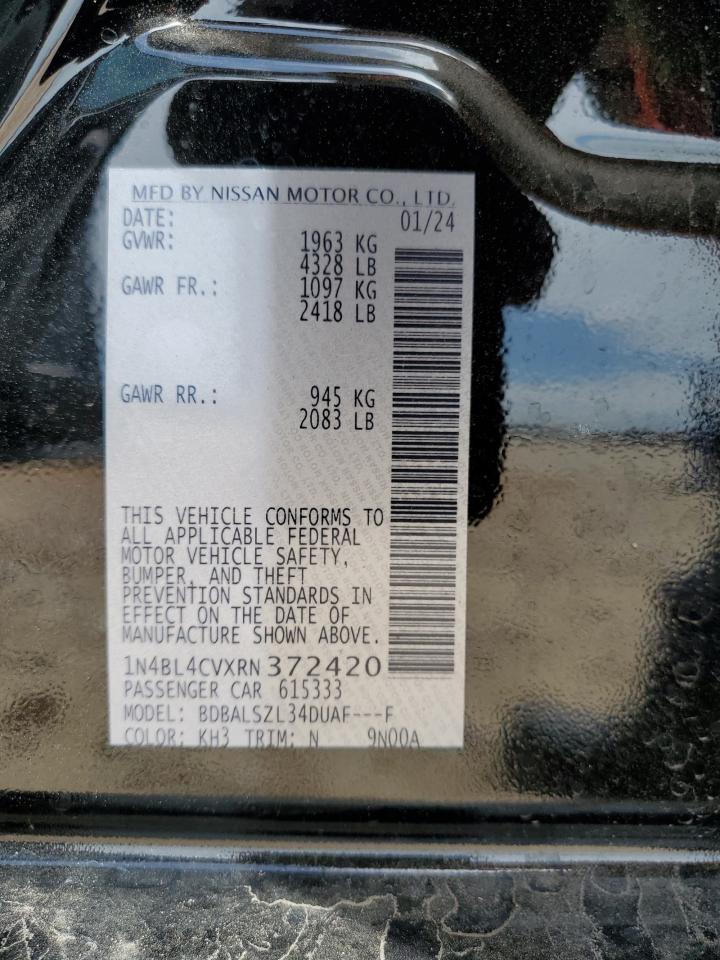 MFD BY NISSAN MOTOR CO., LTD.
DATE: 01/24
GVWR: 1963 KG
4328 LB
GAWR FR.: 1097 KG
2418 LB
GAWR RR.: 945 KG
2083 LB
THIS VEHICLE CONFORMS TO
ALL APPLICABLE FEDERAL
MOTOR VEHICLE SAFETY,
BUMPER, AND THEFT
PREVENTION STANDARDS IN
EFFECT ON THE DATE OF
MANUFACTURE SHOWN ABOVE.
1N4BL4CVXRN372420
PASSENGER CAR 615333
MODEL: BDBALSZL34DUAF---F
COLOR: KH3 TRIM: N 9N00A